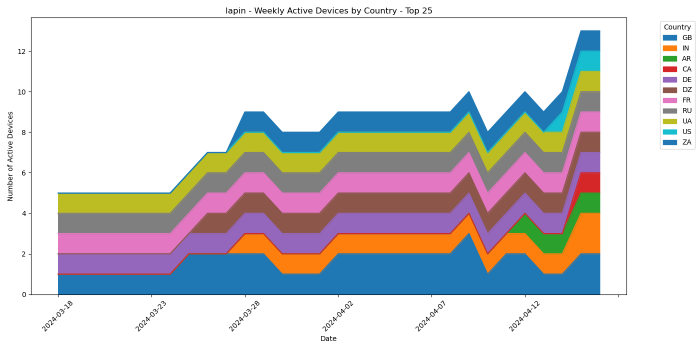 lapin - Weekly Active Devices by Country - Top 25
Number of Active Devices
12
10
8
6
4
2
0
2024-03-18
2024-03-23
2024-03-28
2024-04-02
2024-04-07
2024-04-12
Date
Country
GB
IN
AR
CA
DE
DZ
FR
RU
UA
US
ZA